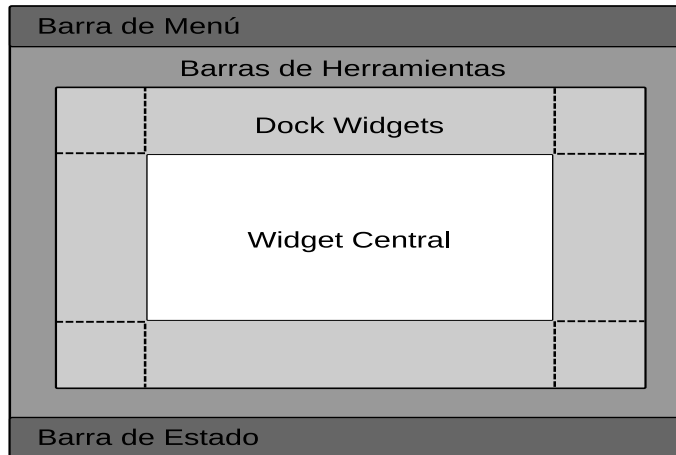 Barra de Menú
Barras de Herramientas
Dock Widgets
Widget Central
Barra de Estado